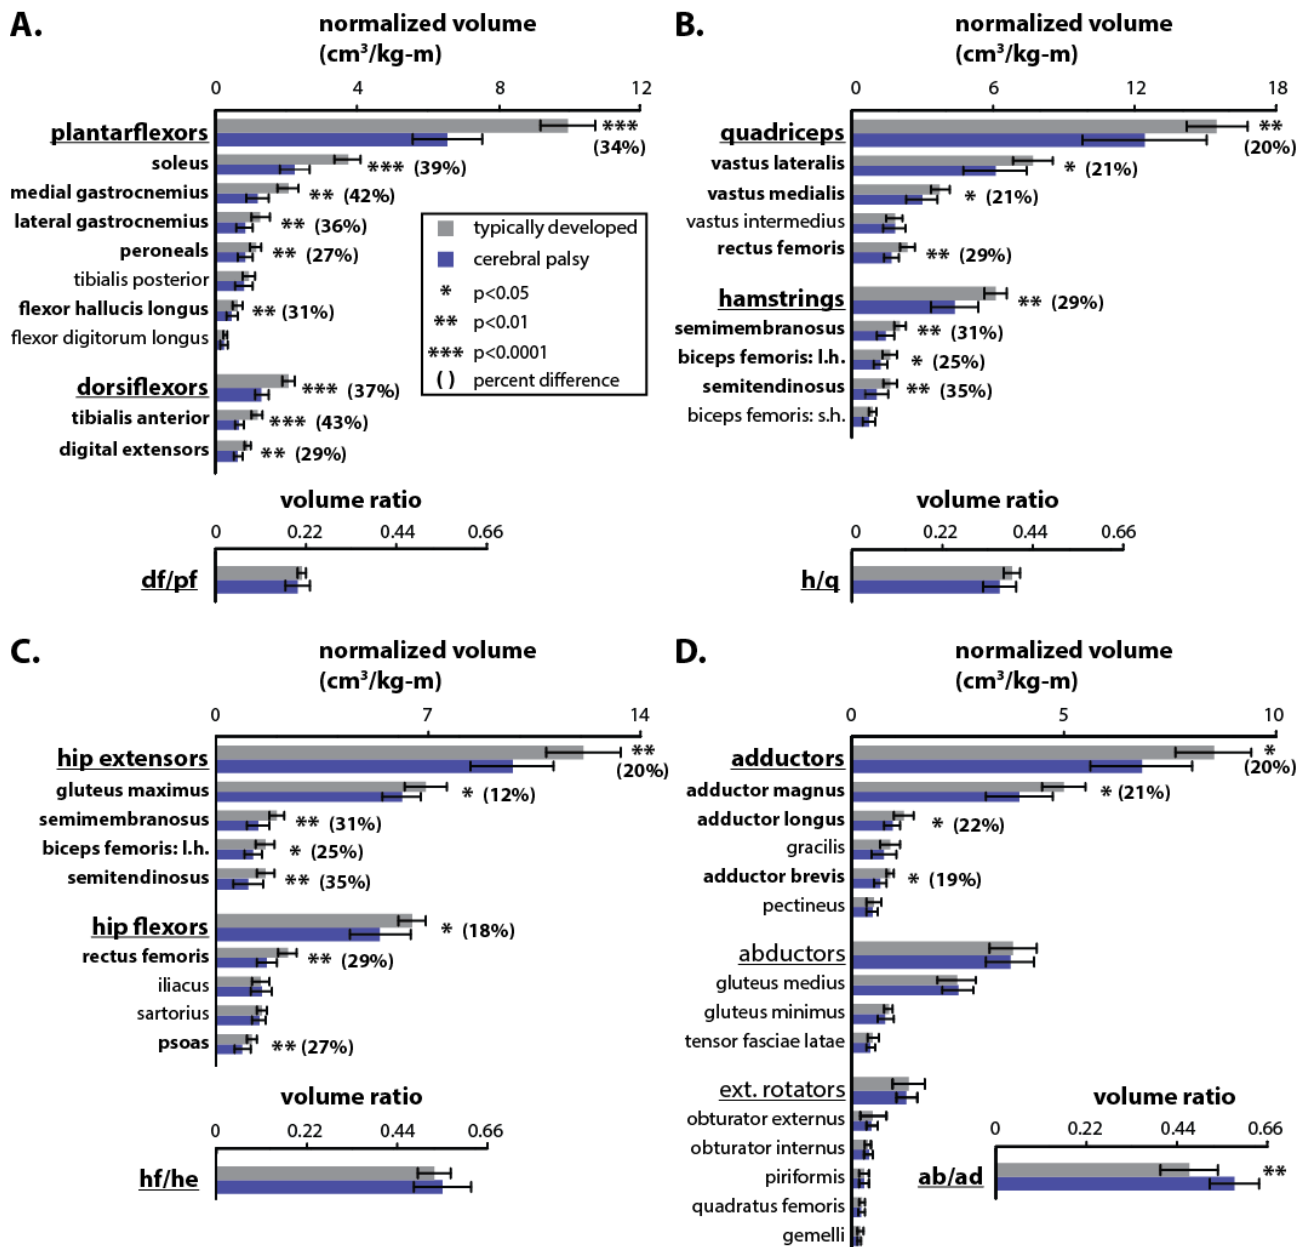 A.
normalized volume
(cm³/kg-m)
0 4 8 12
plantarflexors *** (34%)
soleus *** (39%)
medial gastrocnemius ** (42%)
lateral gastrocnemius ** (36%)
peroneals ** (27%)
tibialis posterior
flexor hallucis longus ** (31%)
flexor digitorum longus
dorsiflexors *** (37%)
tibialis anterior *** (43%)
digital extensors ** (29%)
typically developed
cerebral palsy
* p<0.05
** p<0.01
*** p<0.0001
( ) percent difference
volume ratio
0 0.22 0.44 0.66
df/pf
B.
normalized volume
(cm³/kg-m)
0 6 12 18
quadriceps ** (20%)
vastus lateralis * (21%)
vastus medialis * (21%)
vastus intermedius
rectus femoris ** (29%)
hamstrings ** (29%)
semimembranosus ** (31%)
biceps femoris: l.h. * (25%)
semitendinosus ** (35%)
biceps femoris: s.h.
volume ratio
0 0.22 0.44 0.66
h/q
C.
normalized volume
(cm³/kg-m)
0 7 14
hip extensors ** (20%)
gluteus maximus * (12%)
semimembranosus ** (31%)
biceps femoris: l.h. * (25%)
semitendinosus ** (35%)
hip flexors * (18%)
rectus femoris ** (29%)
iliacus
sartorius
psoas ** (27%)
volume ratio
0 0.22 0.44 0.66
hf/he
D.
normalized volume
(cm³/kg-m)
0 5 10
adductors * (20%)
adductor magnus * (21%)
adductor longus * (22%)
gracilis
adductor brevis * (19%)
pectineus
abductors
gluteus medius
gluteus minimus
tensor fasciae latae
ext. rotators
obturator externus
obturator internus
piriformis
quadratus femoris
gemelli
volume ratio
0 0.22 0.44 0.66
ab/ad **